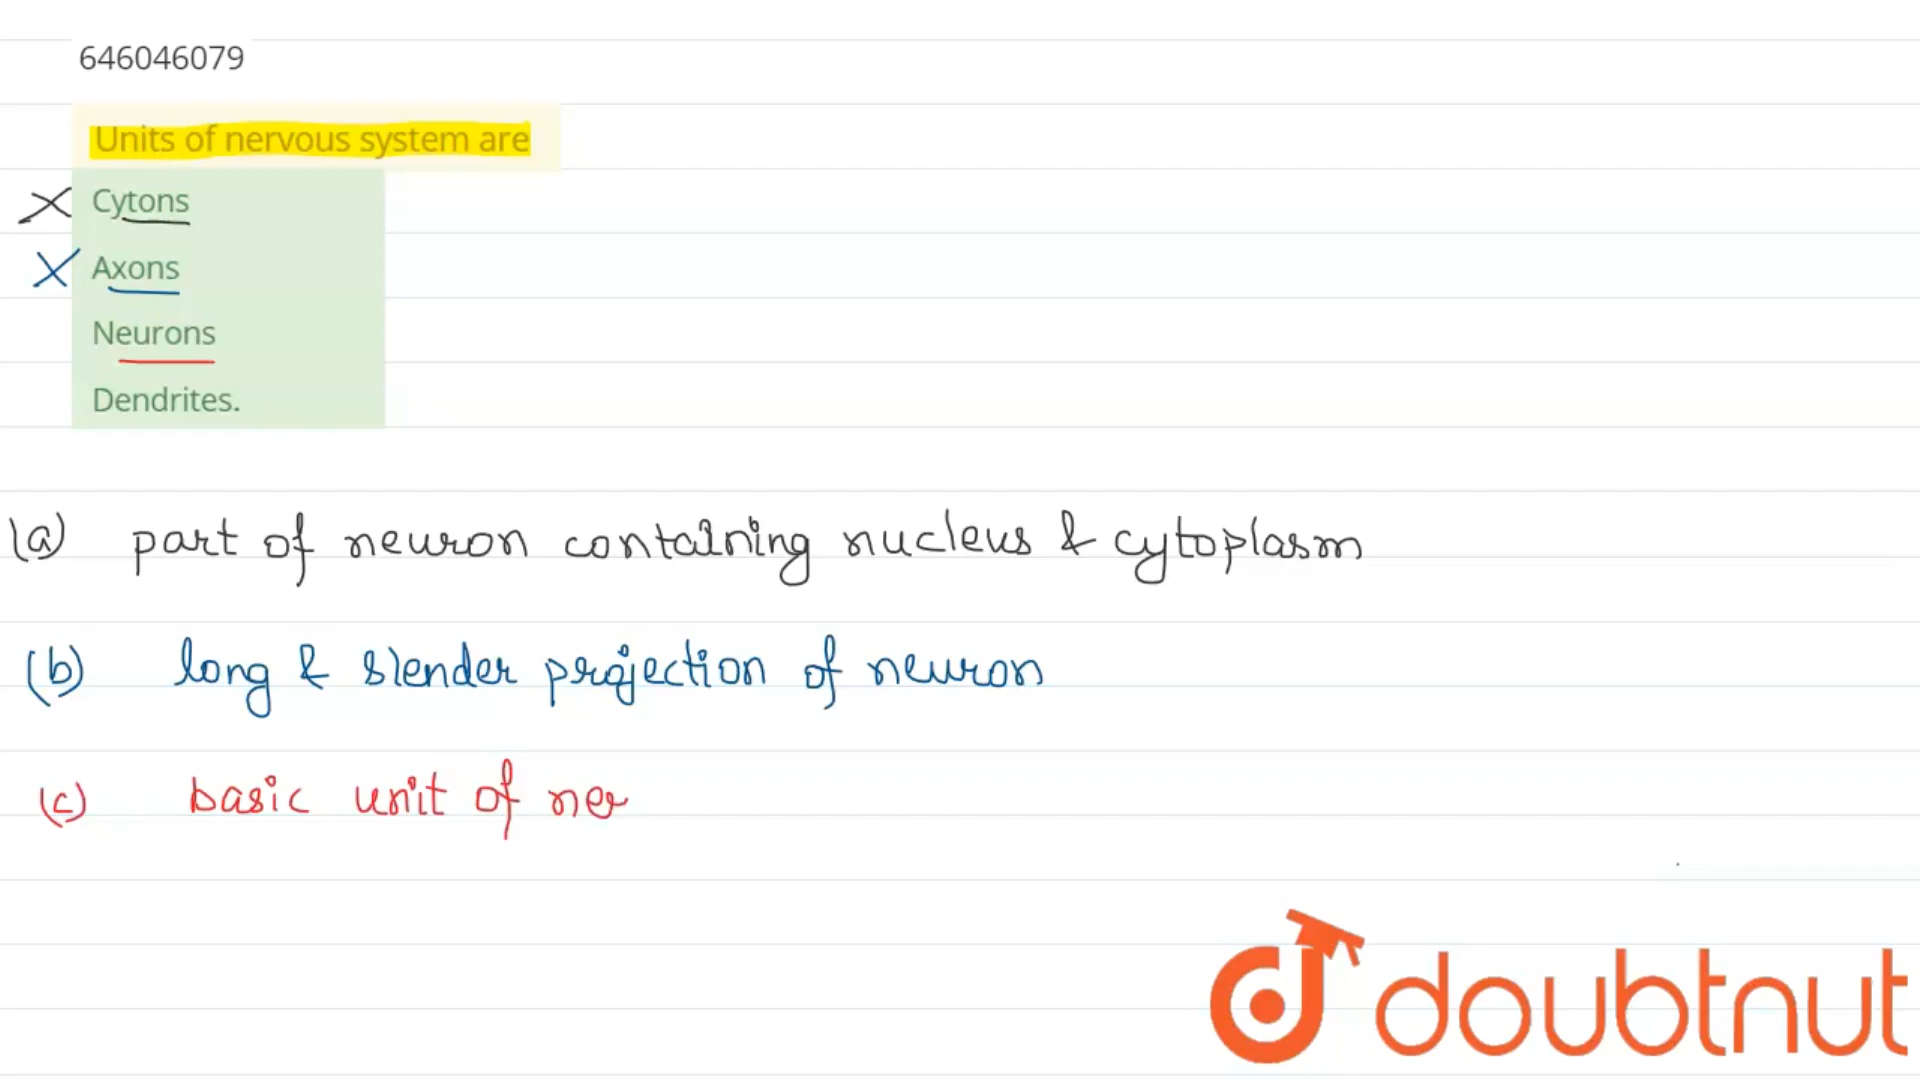 646046079
Units of nervous system are
Cytons
Axons
Neurons
Dendrites.
(a) part of neuron containing nucleus & cytoplasm
(b) long & slender projection of neuron
(c) basic unit of ner
doubtnut